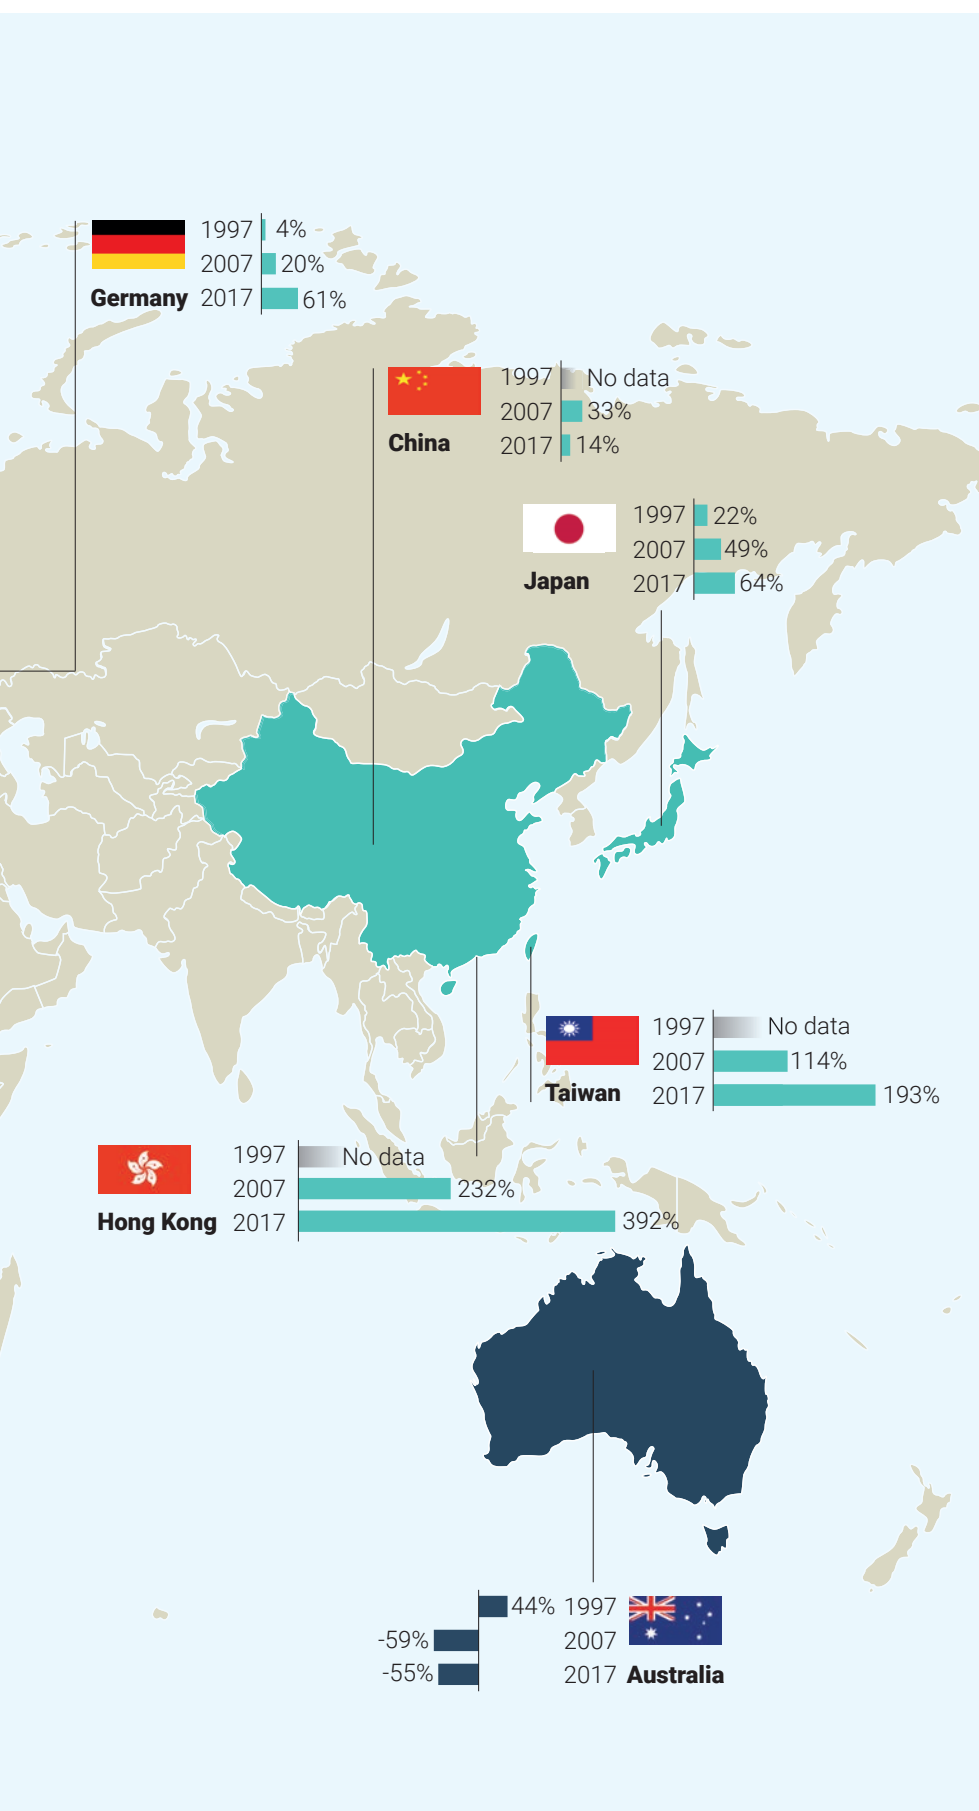 1997 4%
2007 20%
Germany 2017 61%
1997 No data
2007 33%
China 2017 14%
1997 22%
2007 49%
Japan 2017 64%
1997 No data
2007 114%
Taiwan 2017 193%
1997 No data
2007 232%
Hong Kong 2017 392%
44% 1997
-59% 2007
-55% 2017 Australia